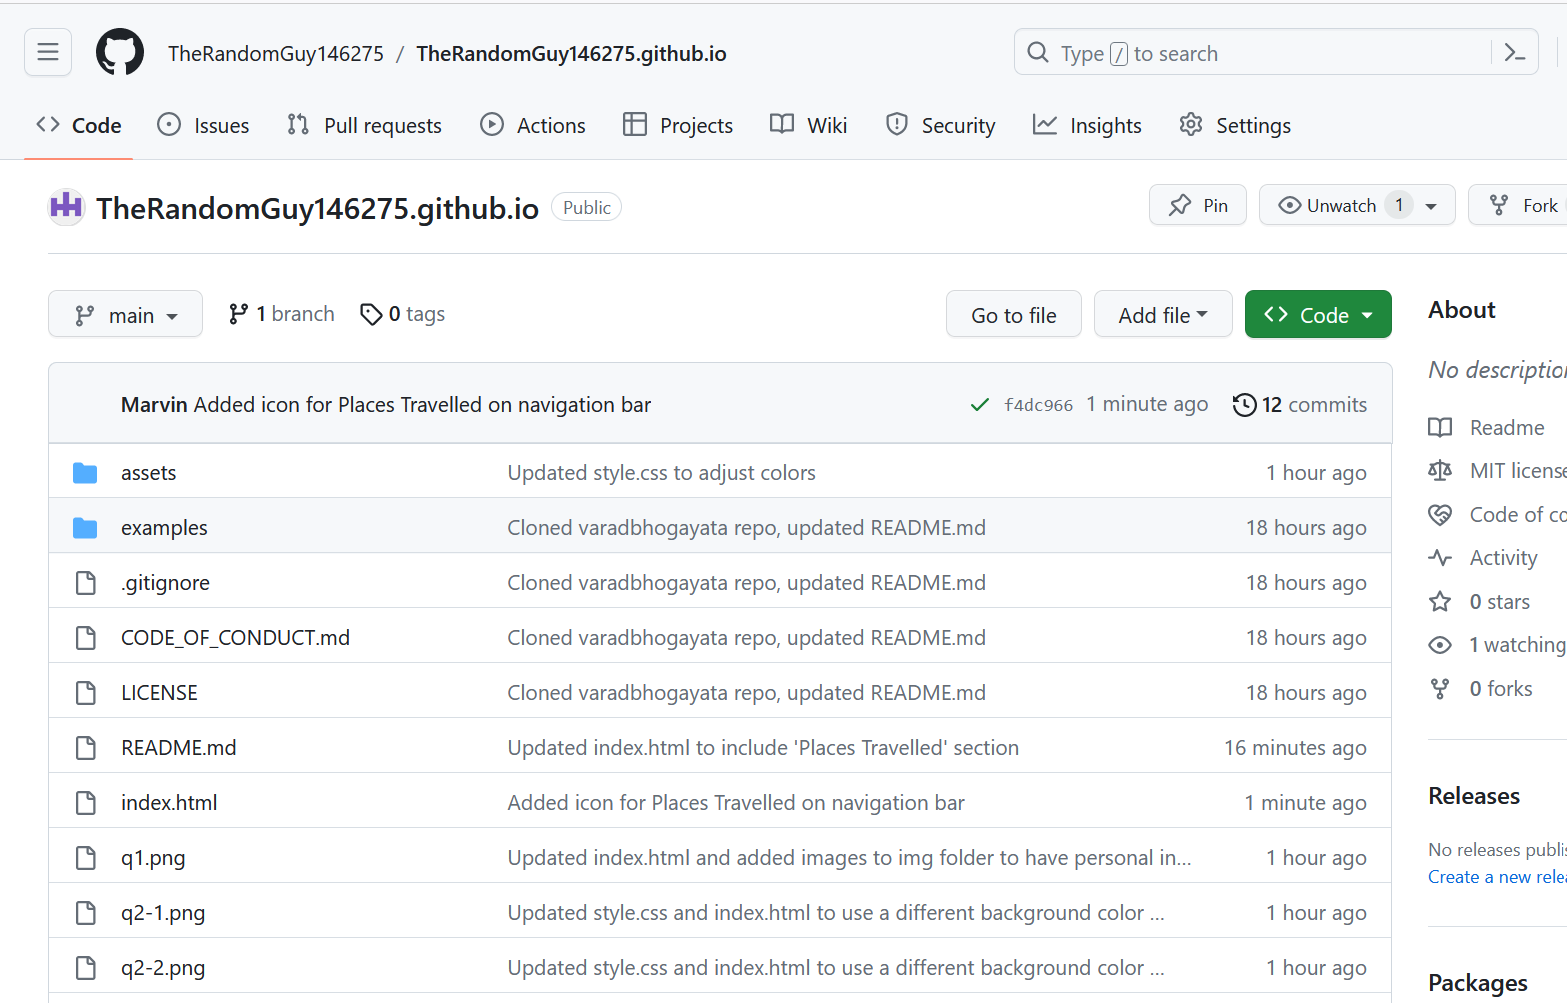 TheRandomGuy146275 / TheRandomGuy146275.github.io
Type / to search
Code
Issues
Pull requests
Actions
Projects
Wiki
Security
Insights
Settings
TheRandomGuy146275.github.io Public
Pin
Unwatch 1
Fork
main
1 branch
0 tags
Go to file
Add file
Code
Marvin Added icon for Places Travelled on navigation bar f4dc966 1 minute ago 12 commits
assets Updated style.css to adjust colors 1 hour ago
examples Cloned varadbhogayata repo, updated README.md 18 hours ago
.gitignore Cloned varadbhogayata repo, updated README.md 18 hours ago
CODE_OF_CONDUCT.md Cloned varadbhogayata repo, updated README.md 18 hours ago
LICENSE Cloned varadbhogayata repo, updated README.md 18 hours ago
README.md Updated index.html to include 'Places Travelled' section 16 minutes ago
index.html Added icon for Places Travelled on navigation bar 1 minute ago
q1.png Updated index.html and added images to img folder to have personal in... 1 hour ago
q2-1.png Updated style.css and index.html to use a different background color ... 1 hour ago
q2-2.png Updated style.css and index.html to use a different background color ... 1 hour ago
About
No description
Readme
MIT license
Code of co
Activity
0 stars
1 watching
0 forks
Releases
No releases publis
Create a new relea
Packages